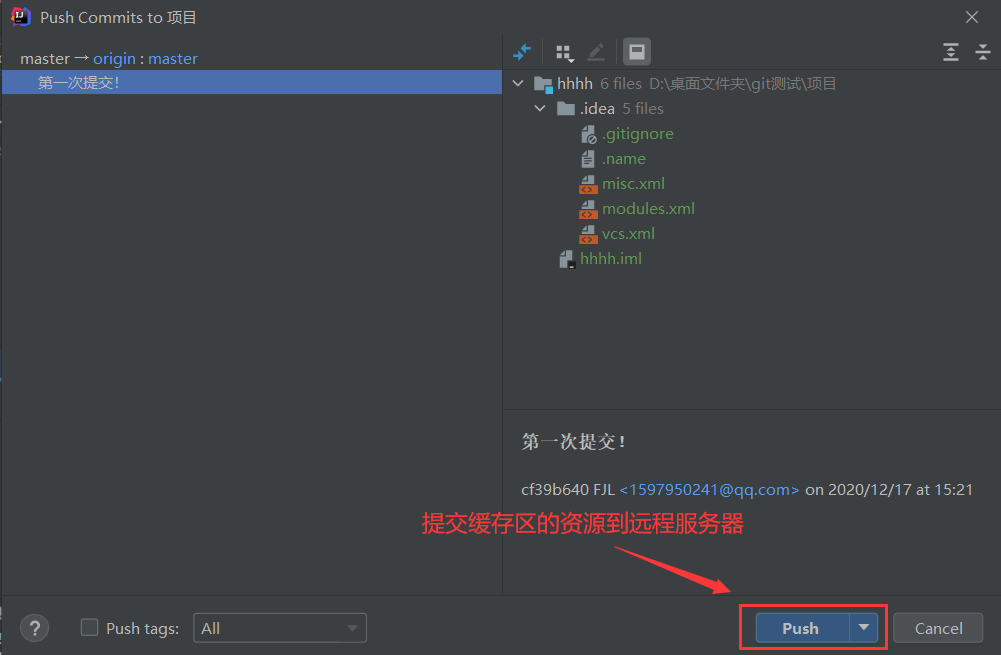 Push Commits to 项目
master → origin : master
第一次提交！
hhhh 6 files D:\桌面文件夹\git测试\项目
.idea 5 files
.gitignore
.name
misc.xml
modules.xml
vcs.xml
hhhh.iml
第一次提交！
cf39b640 FJL <1597950241@qq.com> on 2020/12/17 at 15:21
提交缓存区的资源到远程服务器
? Push tags: All Push Cancel